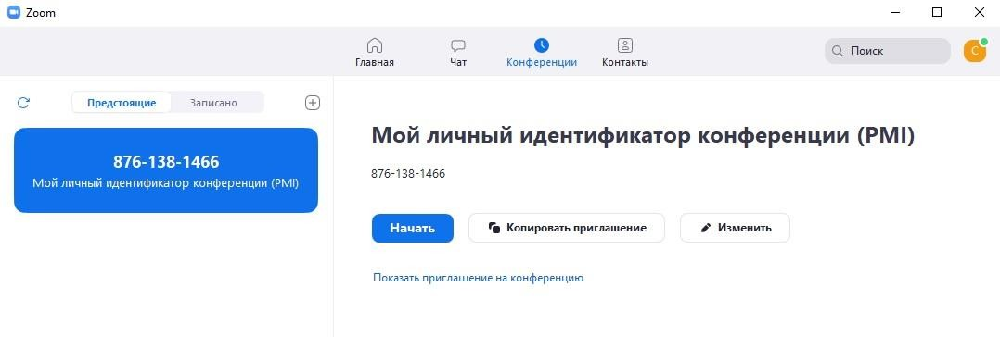 Zoom
Главная
Чат
Конференции
Контакты
Поиск
С
Предстоящие
Записано
876-138-1466
Мой личный идентификатор конференции (PMI)
Мой личный идентификатор конференции (PMI)
876-138-1466
Начать
Копировать приглашение
Изменить
Показать приглашение на конференцию